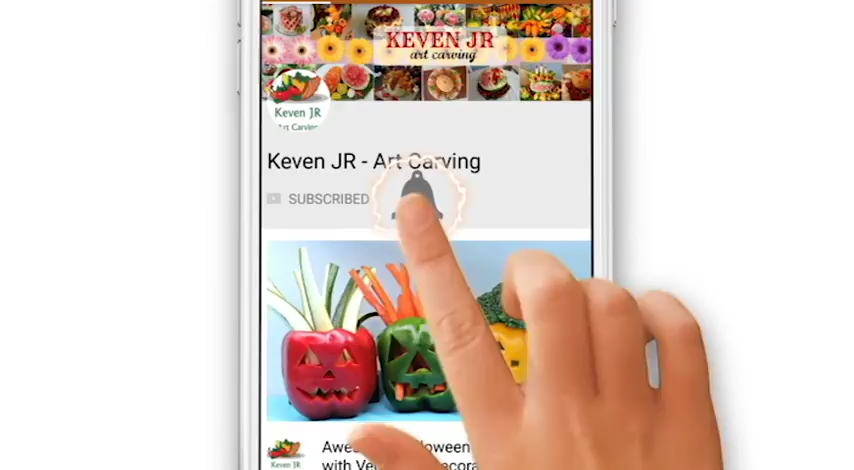 KEVEN JR
art carving
Keven JR
Art Carving
Keven JR - Art Carving
SUBSCRIBED
Keven JR